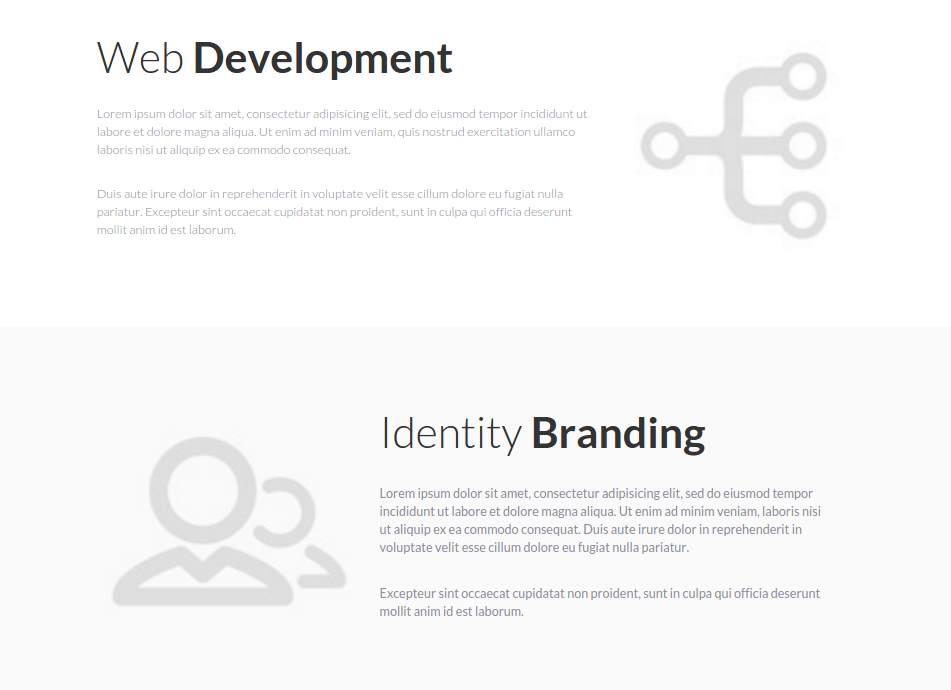 Web Development
Lorem ipsum dolor sit amet, consectetur adipisicing elit, sed do eiusmod tempor incididunt ut
labore et dolore magna aliqua. Ut enim ad minim veniam, quis nostrud exercitation ullamco
laboris nisi ut aliquip ex ea commodo consequat.
Duis aute irure dolor in reprehenderit in voluptate velit esse cillum dolore eu fugiat nulla
pariatur. Excepteur sint occaecat cupidatat non proident, sunt in culpa qui officia deserunt
mollit anim id est laborum.
Identity Branding
Lorem ipsum dolor sit amet, consectetur adipisicing elit, sed do eiusmod tempor
incididunt ut labore et dolore magna aliqua. Ut enim ad minim veniam, laboris nisi
ut aliquip ex ea commodo consequat. Duis aute irure dolor in reprehenderit in
voluptate velit esse cillum dolore eu fugiat nulla pariatur.
Excepteur sint occaecat cupidatat non proident, sunt in culpa qui officia deserunt
mollit anim id est laborum.